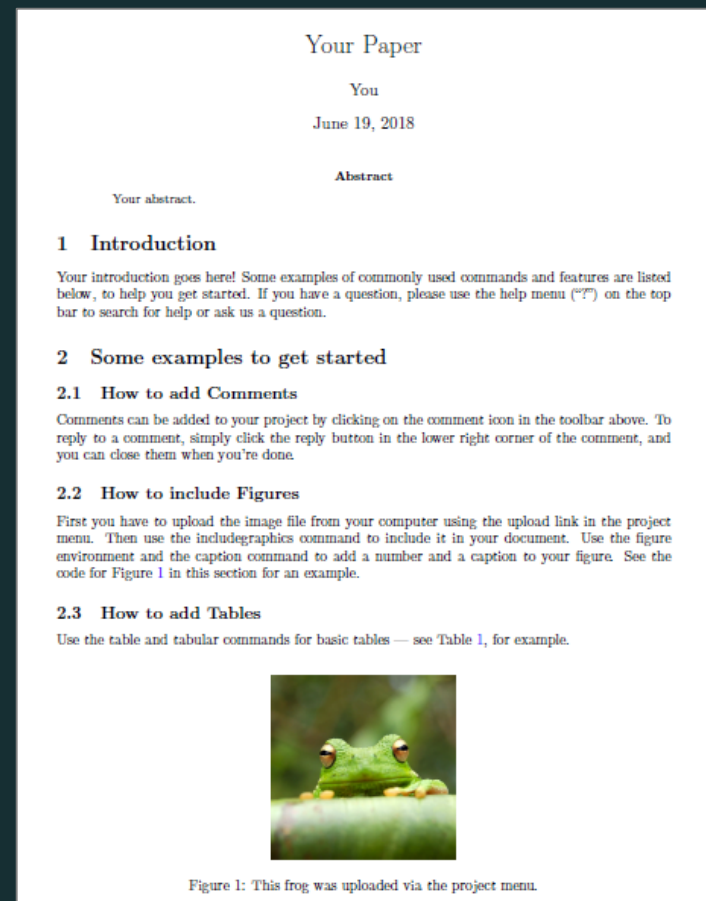 Your Paper
You
June 19, 2018
Abstract
Your abstract.
1 Introduction
Your introduction goes here! Some examples of commonly used commands and features are listed
below, to help you get started. If you have a question, please use the help menu (“?”) on the top
bar to search for help or ask us a question.
2 Some examples to get started
2.1 How to add Comments
Comments can be added to your project by clicking on the comment icon in the toolbar above. To
reply to a comment, simply click the reply button in the lower right corner of the comment, and
you can close them when you’re done.
2.2 How to include Figures
First you have to upload the image file from your computer using the upload link in the project
menu. Then use the includegraphics command to include it in your document. Use the figure
environment and the caption command to add a number and a caption to your figure. See the
code for Figure 1 in this section for an example.
2.3 How to add Tables
Use the table and tabular commands for basic tables — see Table 1, for example.
Figure 1: This frog was uploaded via the project menu.